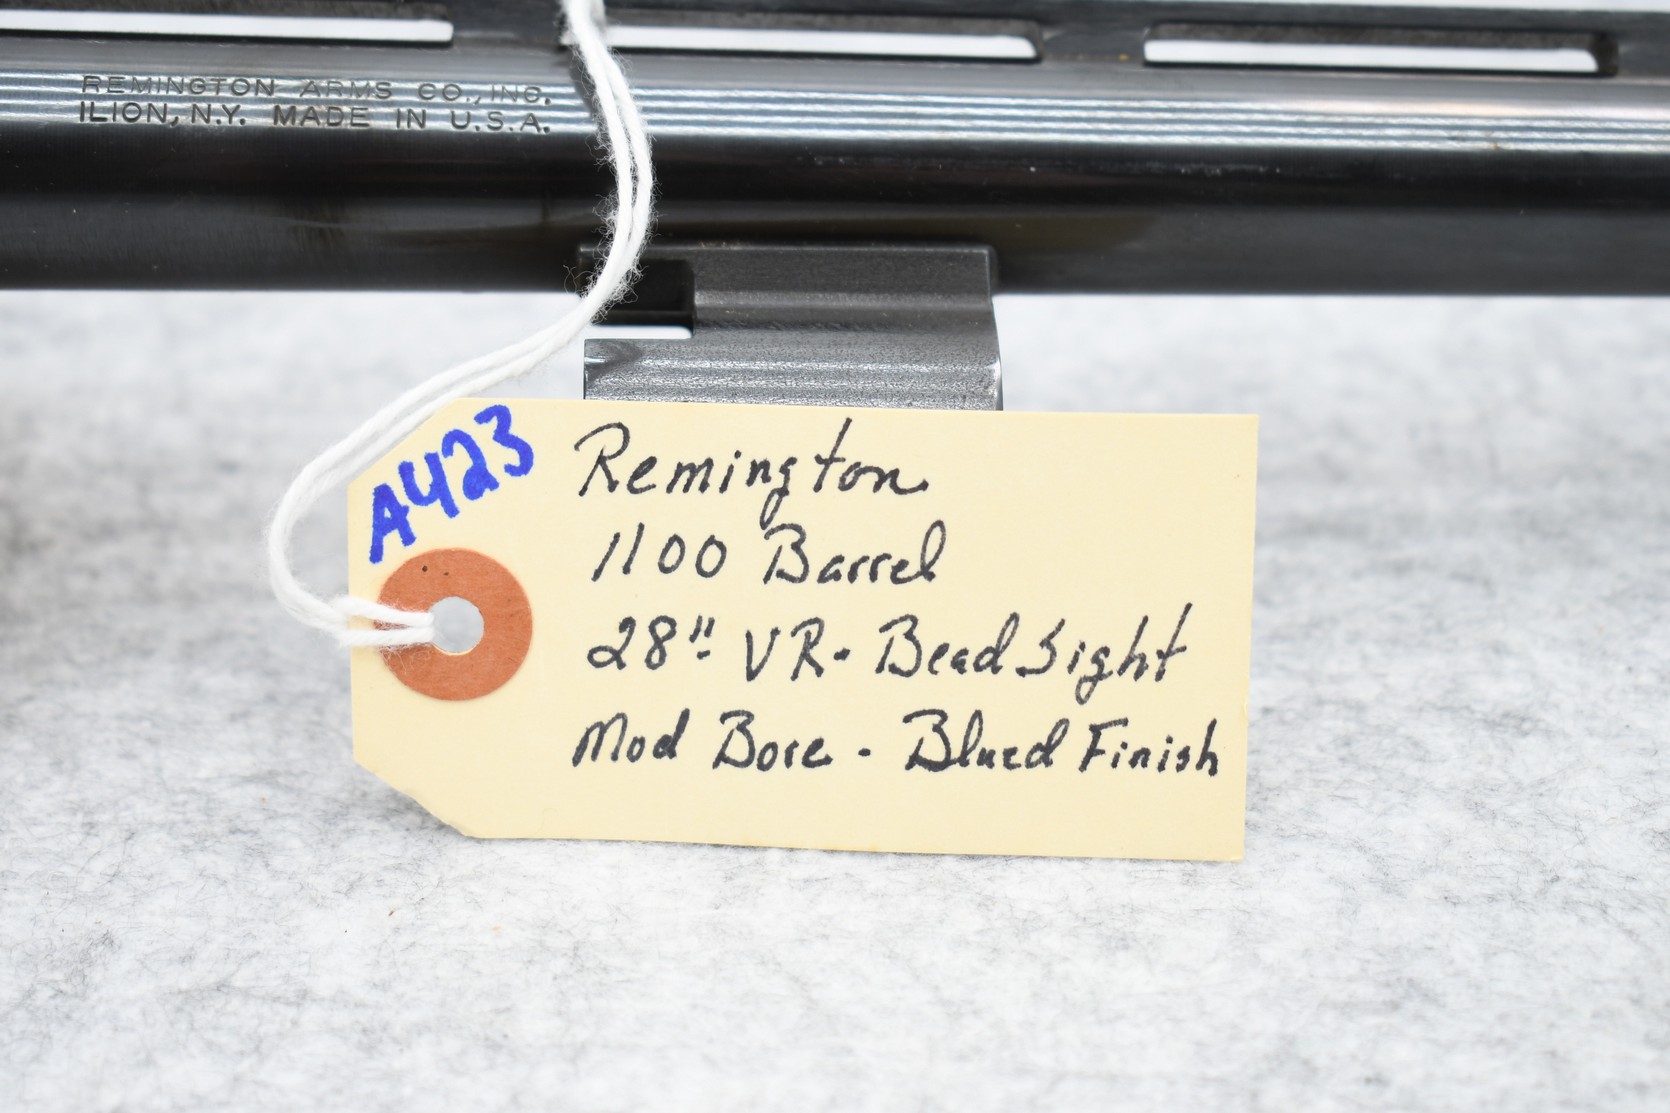 REMINGTON ARMS CO., INC.
ILION, N.Y. MADE IN U.S.A.
A423
Remington
1100 Barrel
28" VR- Bead Sight
Mod Bore - Blued Finish